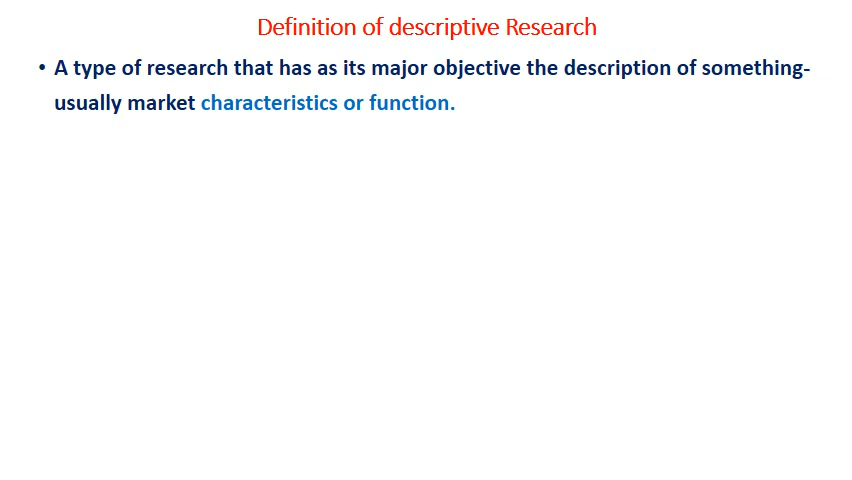 Definition of descriptive Research
• A type of research that has as its major objective the description of something-
usually market characteristics or function.